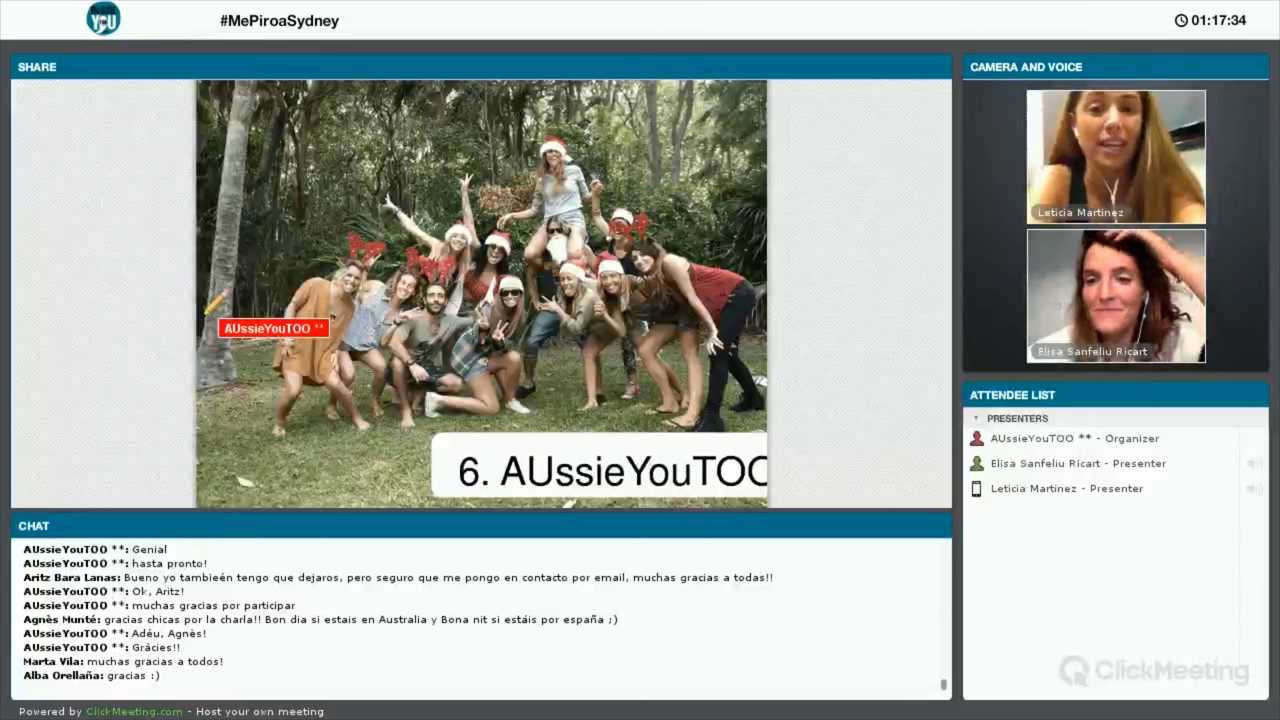 AUSSIE
YOU
TOO
#MePiroaSydney
01:17:34
SHARE
CAMERA AND VOICE
Leticia Martinez
Elisa Sanfeliu Ricart
AUssieYouTOO **
6. AUssieYouTOO
ATTENDEE LIST
PRESENTERS
AUssieYouTOO ** - Organizer
Elisa Sanfeliu Ricart - Presenter
Leticia Martinez - Presenter
CHAT
AUssieYouTOO **: Genial
AUssieYouTOO **: hasta pronto!
Aritz Bara Lanas: Bueno yo tambieén tengo que dejaros, pero seguro que me pongo en contacto por email, muchas gracias a todas!!
AUssieYouTOO **: Ok, Aritz!
AUssieYouTOO **: muchas gracias por participar
Agnès Munté: gracias chicas por la charla!! Bon dia si estais en Australia y Bona nit si estáis por españa ;)
AUssieYouTOO **: Adéu, Agnès!
AUssieYouTOO **: Gràcies!!
Marta Vila: muchas gracias a todos!
Alba Orellaña: gracias :)
ClickMeeting
Powered by ClickMeeting.com - Host your own meeting